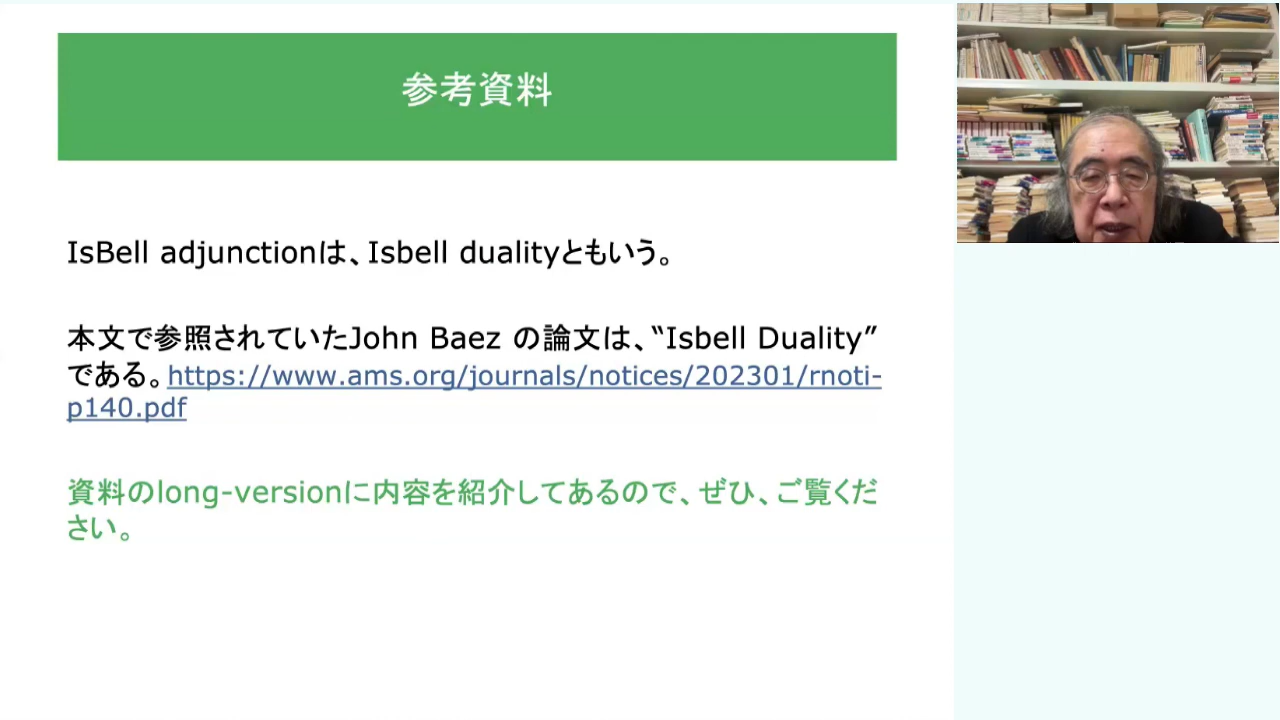 参考資料
IsBell adjunctionは、Isbell dualityともいう。
本文で参照されていたJohn Baez の論文は、“Isbell Duality”
である。https://www.ams.org/journals/notices/202301/rnoti-
p140.pdf
資料のlong-versionに内容を紹介してあるので、ぜひ、ご覧くだ
さい。